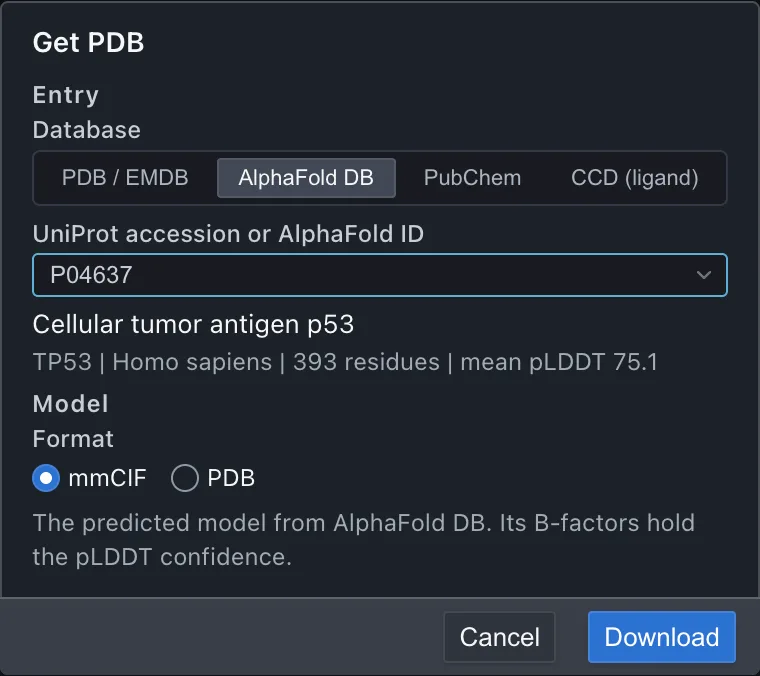 Get PDB
Entry
Database
PDB / EMDB AlphaFold DB PubChem CCD (ligand)
UniProt accession or AlphaFold ID
P04637
Cellular tumor antigen p53
TP53 | Homo sapiens | 393 residues | mean pLDDT 75.1
Model
Format
mmCIF PDB
The predicted model from AlphaFold DB. Its B-factors hold
the pLDDT confidence.
Cancel Download